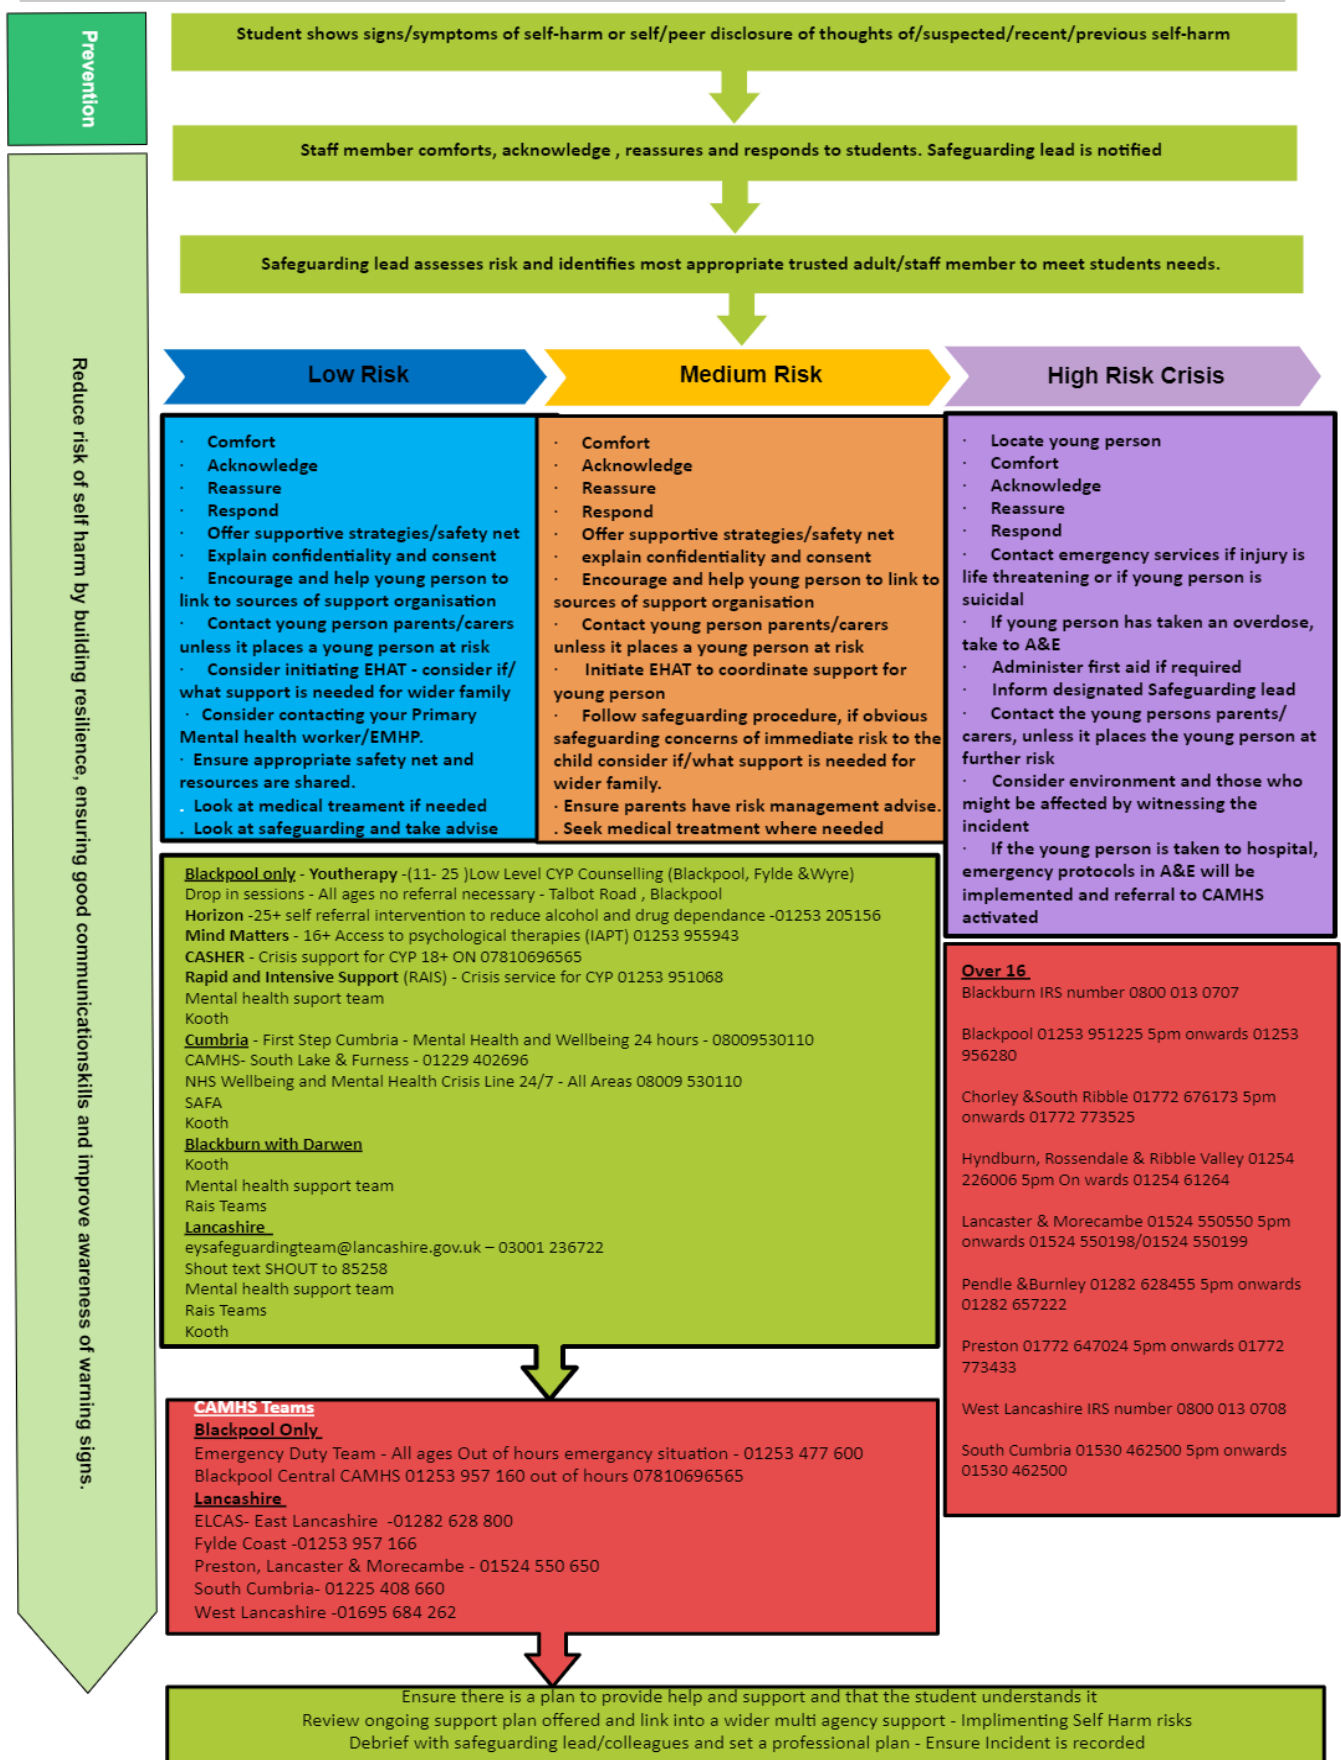 Prevention
Reduce risk of self harm by building resilience, ensuring good communicationskills and improve awareness of warning signs.
Student shows signs/symptoms of self-harm or self/peer disclosure of thoughts of/suspected/recent/previous self-harm
Staff member comforts, acknowledge , reassures and responds to students. Safeguarding lead is notified
Safeguarding lead assesses risk and identifies most appropriate trusted adult/staff member to meet students needs.
Low Risk
· Comfort
· Acknowledge
· Reassure
· Respond
· Offer supportive strategies/safety net
· Explain confidentiality and consent
· Encourage and help young person to
link to sources of support organisation
· Contact young person parents/carers
unless it places a young person at risk
· Consider initiating EHAT - consider if/
what support is needed for wider family
· Consider contacting your Primary
Mental health worker/EMHP.
· Ensure appropriate safety net and
resources are shared.
. Look at medical treament if needed
. Look at safeguarding and take advise
Medium Risk
· Comfort
· Acknowledge
· Reassure
· Respond
· Offer supportive strategies/safety net
· explain confidentiality and consent
· Encourage and help young person to link to
sources of support organisation
· Contact young person parents/carers
unless it places a young person at risk
· Initiate EHAT to coordinate support for
young person
· Follow safeguarding procedure, if obvious
safeguarding concerns of immediate risk to the
child consider if/what support is needed for
wider family.
· Ensure parents have risk management advise.
. Seek medical treatment where needed
High Risk Crisis
· Locate young person
· Comfort
· Acknowledge
· Reassure
· Respond
· Contact emergency services if injury is
life threatening or if young person is
suicidal
· If young person has taken an overdose,
take to A&E
· Administer first aid if required
· Inform designated Safeguarding lead
· Contact the young persons parents/
carers, unless it places the young person at
further risk
· Consider environment and those who
might be affected by witnessing the
incident
· If the young person is taken to hospital,
emergency protocols in A&E will be
implemented and referral to CAMHS
activated
Blackpool only - Youtherapy -(11- 25 )Low Level CYP Counselling (Blackpool, Fylde &Wyre)
Drop in sessions - All ages no referral necessary - Talbot Road , Blackpool
Horizon -25+ self referral intervention to reduce alcohol and drug dependance -01253 205156
Mind Matters - 16+ Access to psychological therapies (IAPT) 01253 955943
CASHER - Crisis support for CYP 18+ ON 07810696565
Rapid and Intensive Support (RAIS) - Crisis service for CYP 01253 951068
Mental health suport team
Kooth
Cumbria - First Step Cumbria - Mental Health and Wellbeing 24 hours - 08009530110
CAMHS- South Lake & Furness - 01229 402696
NHS Wellbeing and Mental Health Crisis Line 24/7 - All Areas 08009 530110
SAFA
Kooth
Blackburn with Darwen
Kooth
Mental health support team
Rais Teams
Lancashire
eysafeguardingteam@lancashire.gov.uk – 03001 236722
Shout text SHOUT to 85258
Mental health support team
Rais Teams
Kooth
Over 16
Blackburn IRS number 0800 013 0707
Blackpool 01253 951225 5pm onwards 01253
956280
Chorley &South Ribble 01772 676173 5pm
onwards 01772 773525
Hyndburn, Rossendale & Ribble Valley 01254
226006 5pm On wards 01254 61264
Lancaster & Morecambe 01524 550550 5pm
onwards 01524 550198/01524 550199
Pendle &Burnley 01282 628455 5pm onwards
01282 657222
Preston 01772 647024 5pm onwards 01772
773433
West Lancashire IRS number 0800 013 0708
South Cumbria 01530 462500 5pm onwards
01530 462500
CAMHS Teams
Blackpool Only
Emergency Duty Team - All ages Out of hours emergancy situation - 01253 477 600
Blackpool Central CAMHS 01253 957 160 out of hours 07810696565
Lancashire
ELCAS- East Lancashire -01282 628 800
Fylde Coast -01253 957 166
Preston, Lancaster & Morecambe - 01524 550 650
South Cumbria- 01225 408 660
West Lancashire -01695 684 262
Ensure there is a plan to provide help and support and that the student understands it
Review ongoing support plan offered and link into a wider multi agency support - Implimenting Self Harm risks
Debrief with safeguarding lead/colleagues and set a professional plan - Ensure Incident is recorded